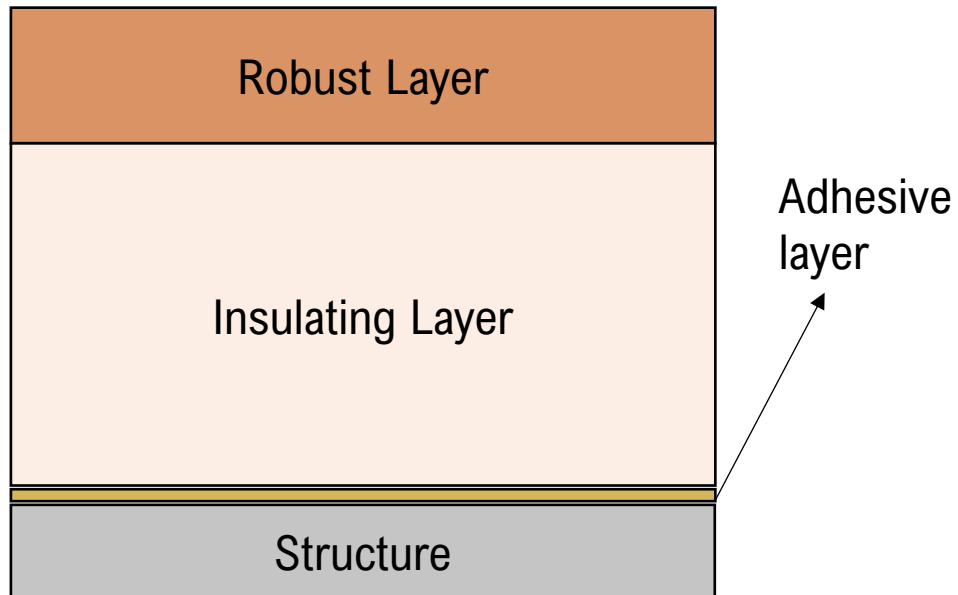 Robust Layer
Adhesive
layer
Insulating Layer
Structure